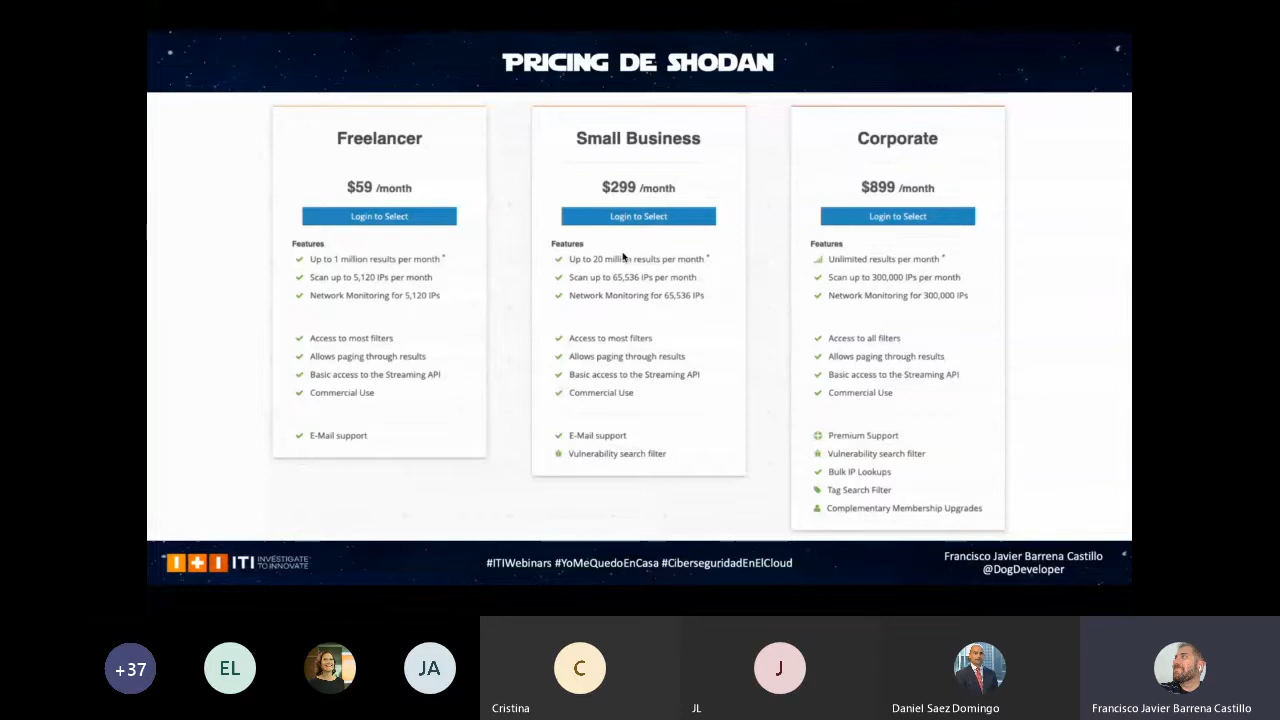 PRICING DE SHODAN
Freelancer
$59 /month
Login to Select
Features
Up to 1 million results per month *
Scan up to 5,120 IPs per month
Network Monitoring for 5,120 IPs
Access to most filters
Allows paging through results
Basic access to the Streaming API
Commercial Use
E-Mail support
Small Business
$299 /month
Login to Select
Features
Up to 20 million results per month *
Scan up to 65,536 IPs per month
Network Monitoring for 65,536 IPs
Access to most filters
Allows paging through results
Basic access to the Streaming API
Commercial Use
E-Mail support
Vulnerability search filter
Corporate
$899 /month
Login to Select
Features
Unlimited results per month *
Scan up to 300,000 IPs per month
Network Monitoring for 300,000 IPs
Access to all filters
Allows paging through results
Basic access to the Streaming API
Commercial Use
Premium Support
Vulnerability search filter
Bulk IP Lookups
Tag Search Filter
Complementary Membership Upgrades
ITI INVESTIGATE
TO INNOVATE
#ITIWebinars #YoMeQuedoEnCasa #CiberseguridadEnElCloud
Francisco Javier Barrena Castillo
@DogDeveloper
+37
EL
JA
C
J
Cristina
JL
Daniel Saez Domingo
Francisco Javier Barrena Castillo